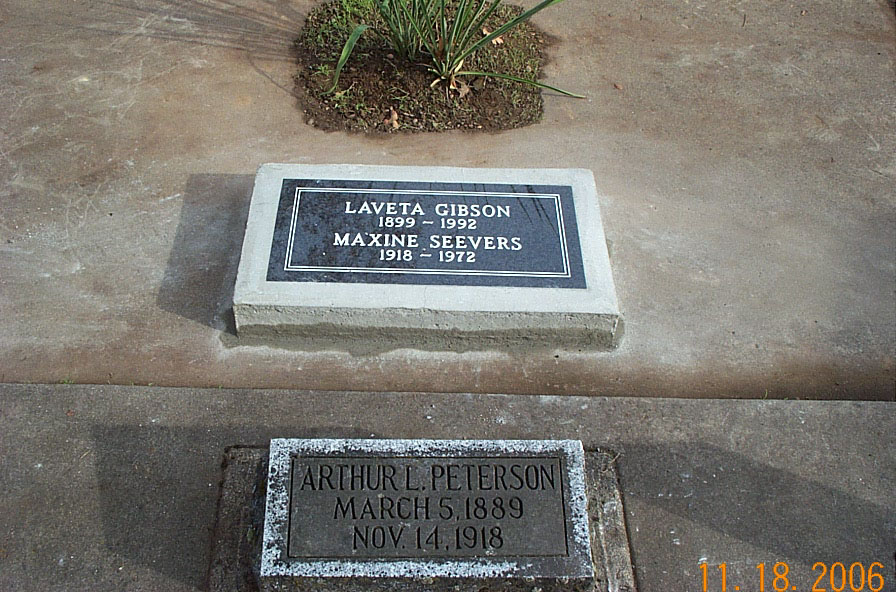 LAVETA GIBSON
1899 – 1992
MAXINE SEEVERS
1918 – 1972
ARTHUR L. PETERSON
MARCH 5, 1889
NOV. 14, 1918
11. 18. 2006